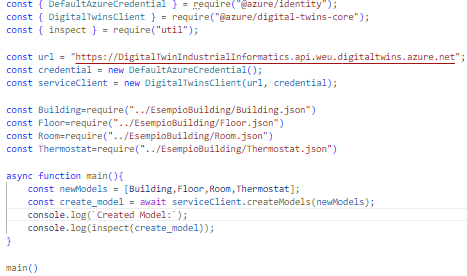 const { DefaultAzureCredential } = require("@azure/identity");
const { DigitalTwinsClient } = require("@azure/digital-twins-core");
const { inspect } = require("util");
const url = "https://DigitalTwinIndustrialInformatics.api.weu.digitaltwins.azure.net";
const credential = new DefaultAzureCredential();
const serviceClient = new DigitalTwinsClient(url, credential);
const Building=require("../EsempioBuilding/Building.json")
const Floor=require("../EsempioBuilding/Floor.json")
const Room=require("../EsempioBuilding/Room.json")
const Thermostat=require("../EsempioBuilding/Thermostat.json")
async function main(){
const newModels = [Building,Floor,Room,Thermostat];
const create_model = await serviceClient.createModels(newModels);
console.log(`Created Model:`);
console.log(inspect(create_model));
}
main()